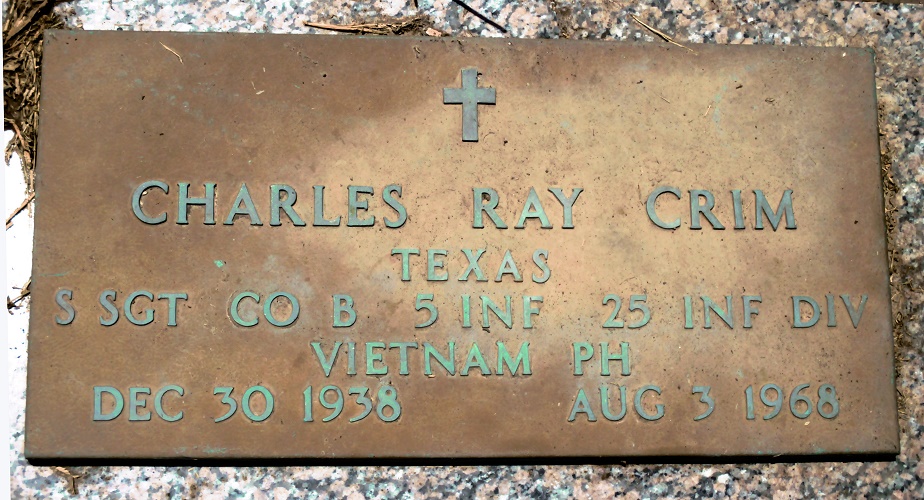 CHARLES RAY CRIM
TEXAS
S SGT CO B 5 INF 25 INF DIV
VIETNAM PH
DEC 30 1938 AUG 3 1968